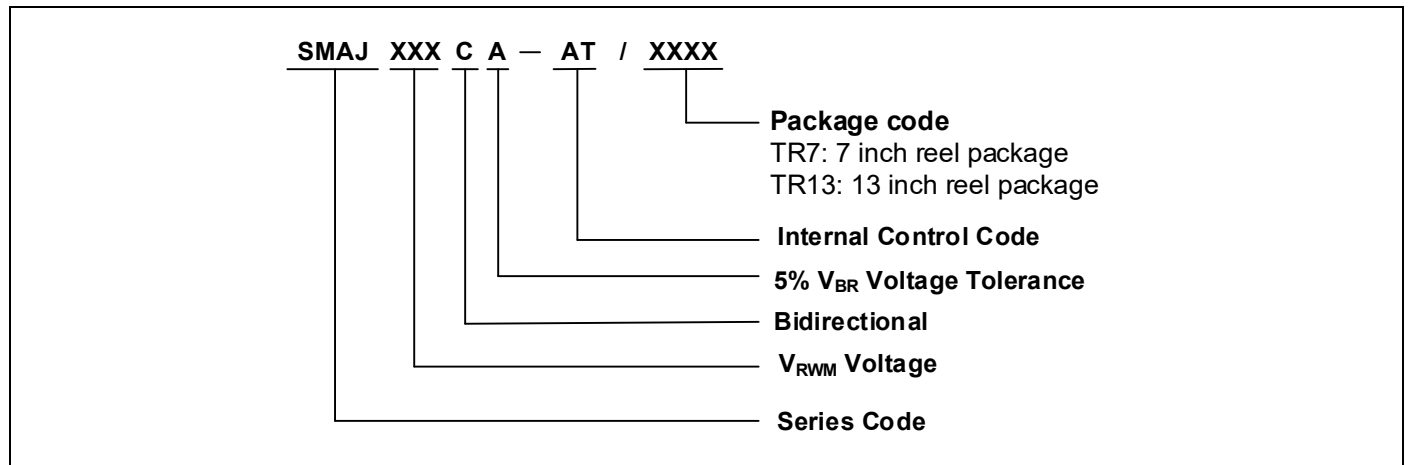 SMAJ XXX C A — AT / XXXX
Package code
TR7: 7 inch reel package
TR13: 13 inch reel package
Internal Control Code
5% VBR Voltage Tolerance
Bidirectional
VRWM Voltage
Series Code